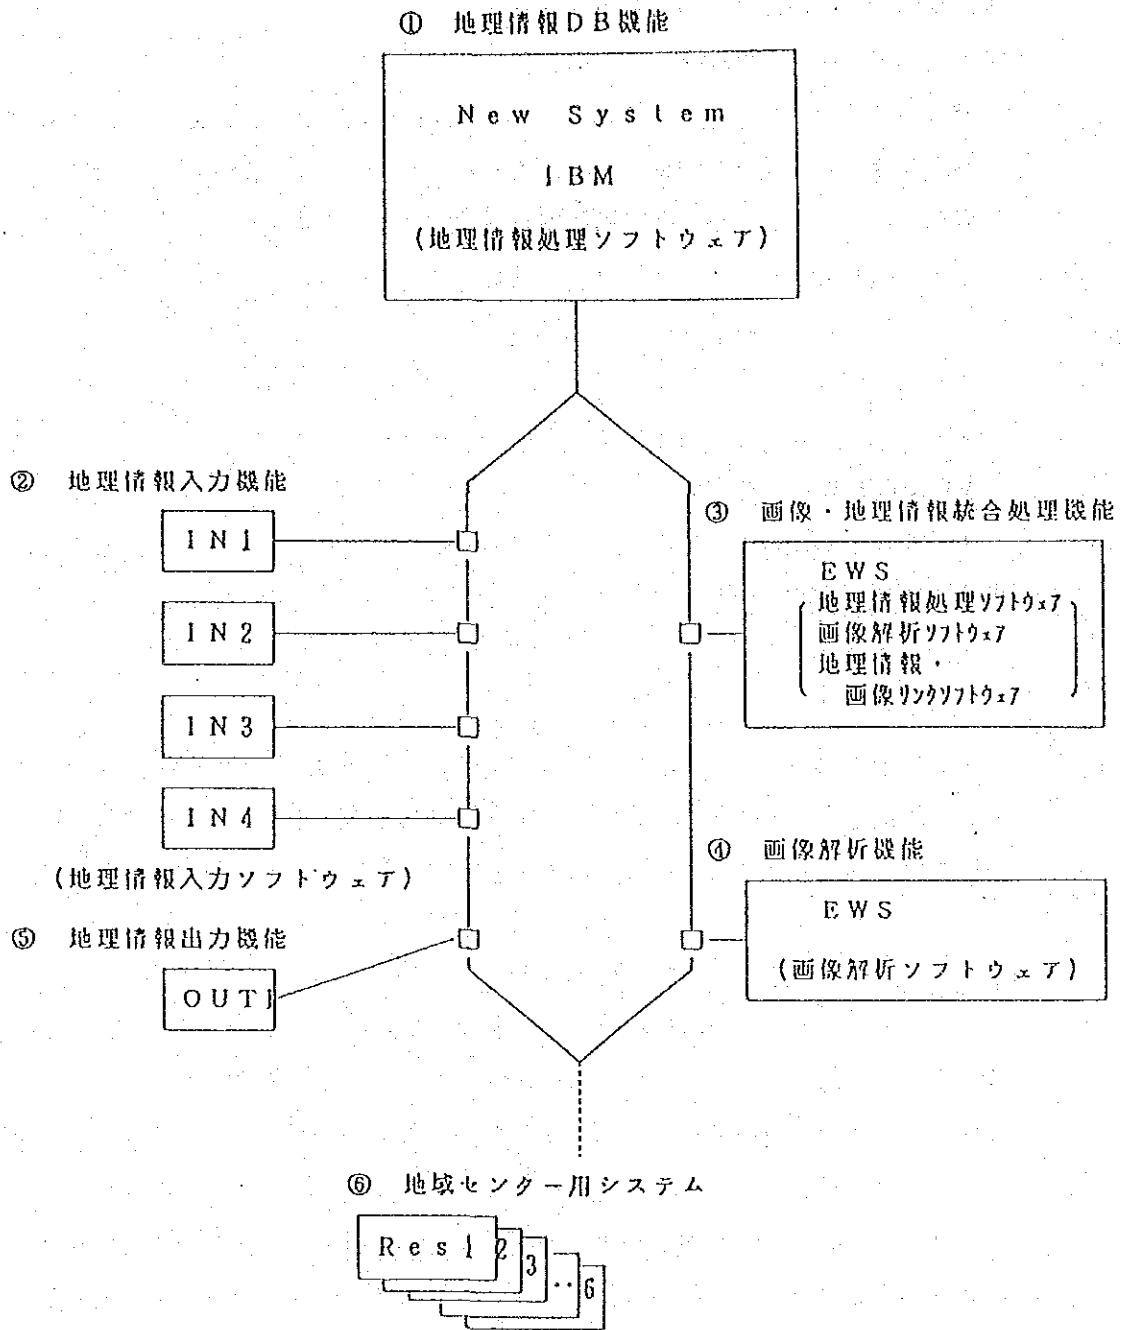 ① 地理情報DB機能
New System
IBM
(地理情報処理ソフトウェア)
② 地理情報入力機能
IN1
IN2
IN3
IN4
(地理情報入力ソフトウェア)
③ 画像・地理情報統合処理機能
EWS
地理情報処理ソフトウェア
画像解析ソフトウェア
地理情報・
画像リンクソフトウェア
④ 画像解析機能
EWS
(画像解析ソフトウェア)
⑤ 地理情報出力機能
OUT1
⑥ 地域センター用システム
Res1 2 3 ‥ 6